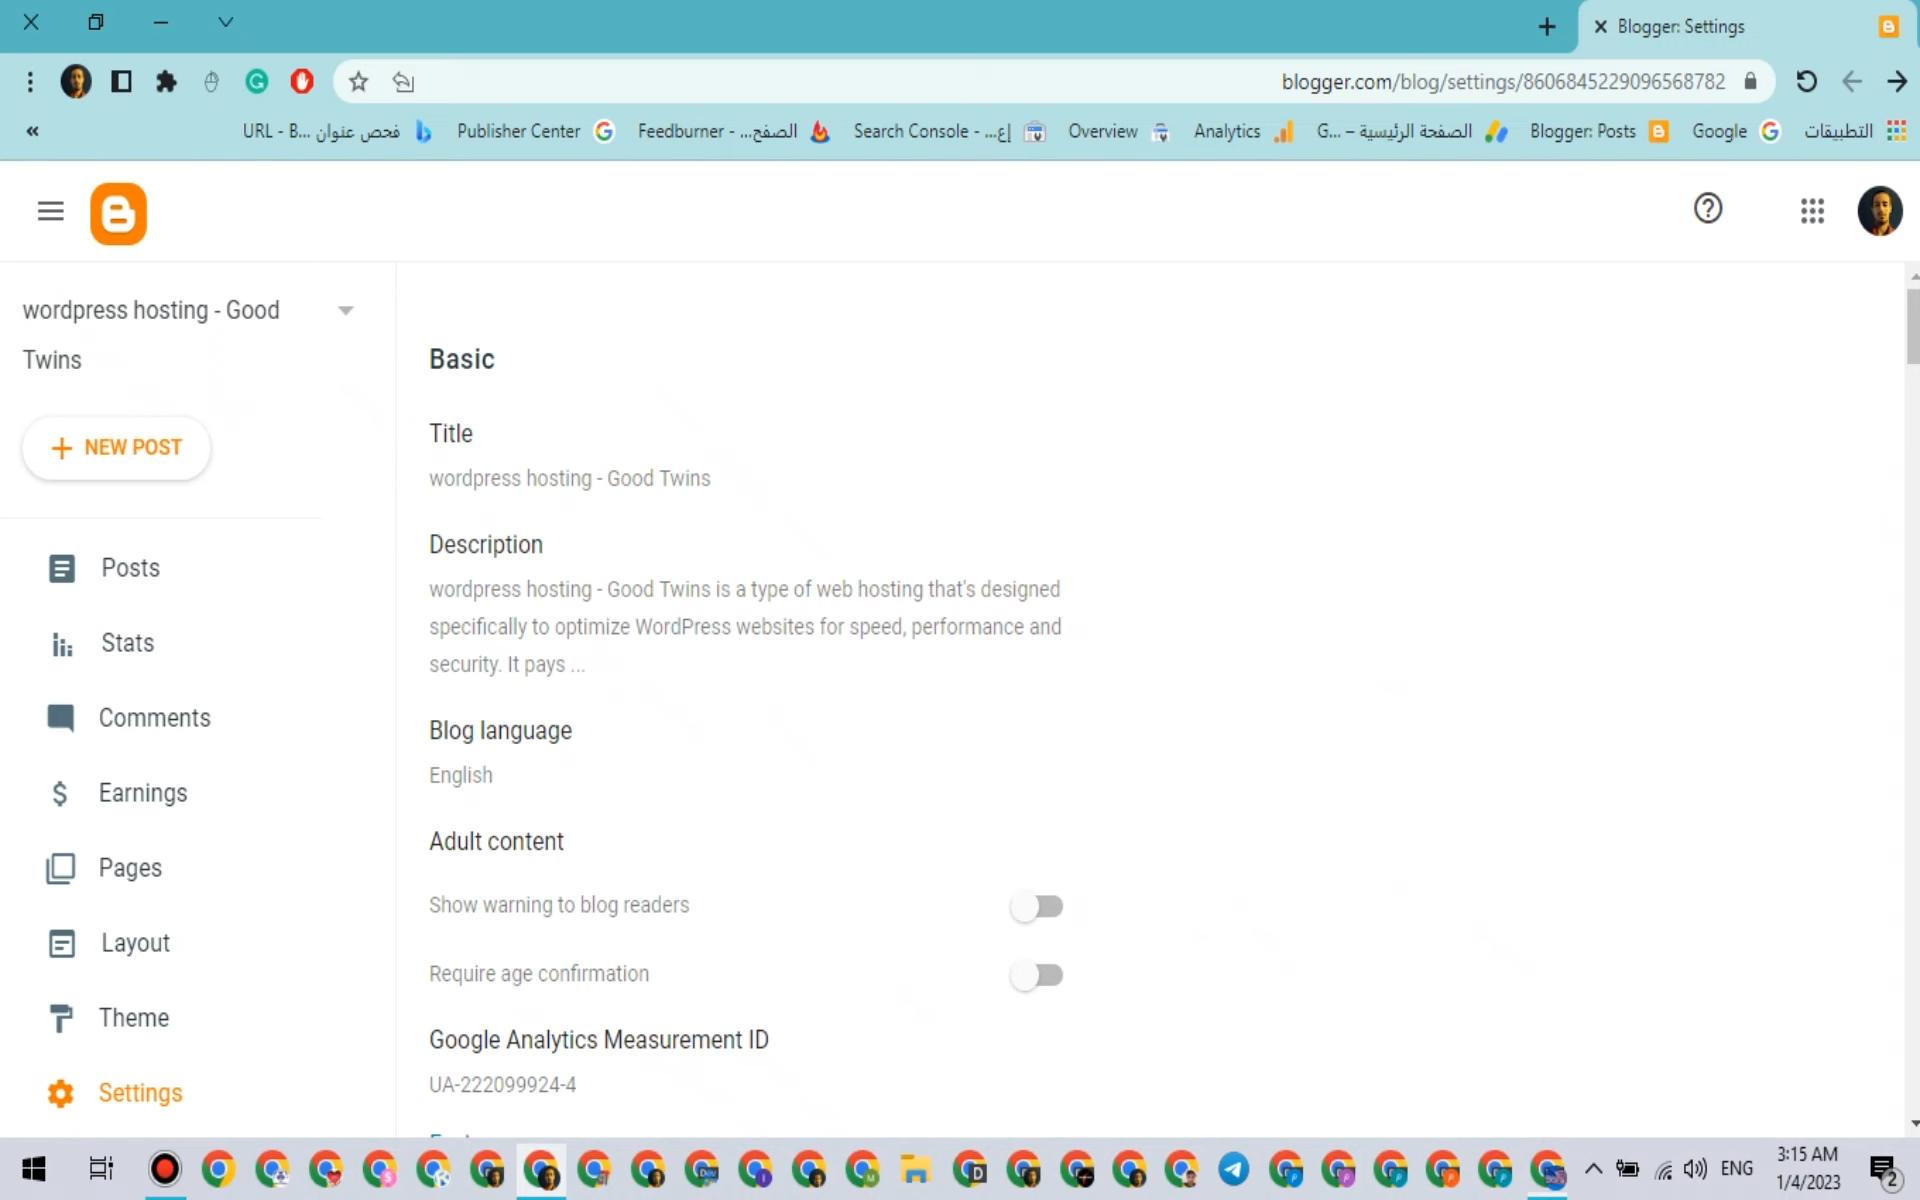 Blogger: Settings
blogger.com/blog/settings/8606845229096568782
«
URL - B... فحص عنوان
Publisher Center
Feedburner - ...الصفح
Search Console - ...إع
Overview
Analytics
G... – الصفحة الرئيسية
Blogger: Posts
Google
التطبيقات
wordpress hosting - Good
Twins
NEW POST
Posts
Stats
Comments
Earnings
Pages
Layout
Theme
Settings
Basic
Title
wordpress hosting - Good Twins
Description
wordpress hosting - Good Twins is a type of web hosting that's designed
specifically to optimize WordPress websites for speed, performance and
security. It pays ...
Blog language
English
Adult content
Show warning to blog readers
Require age confirmation
Google Analytics Measurement ID
UA-222099924-4
ENG
3:15 AM
1/4/2023
2